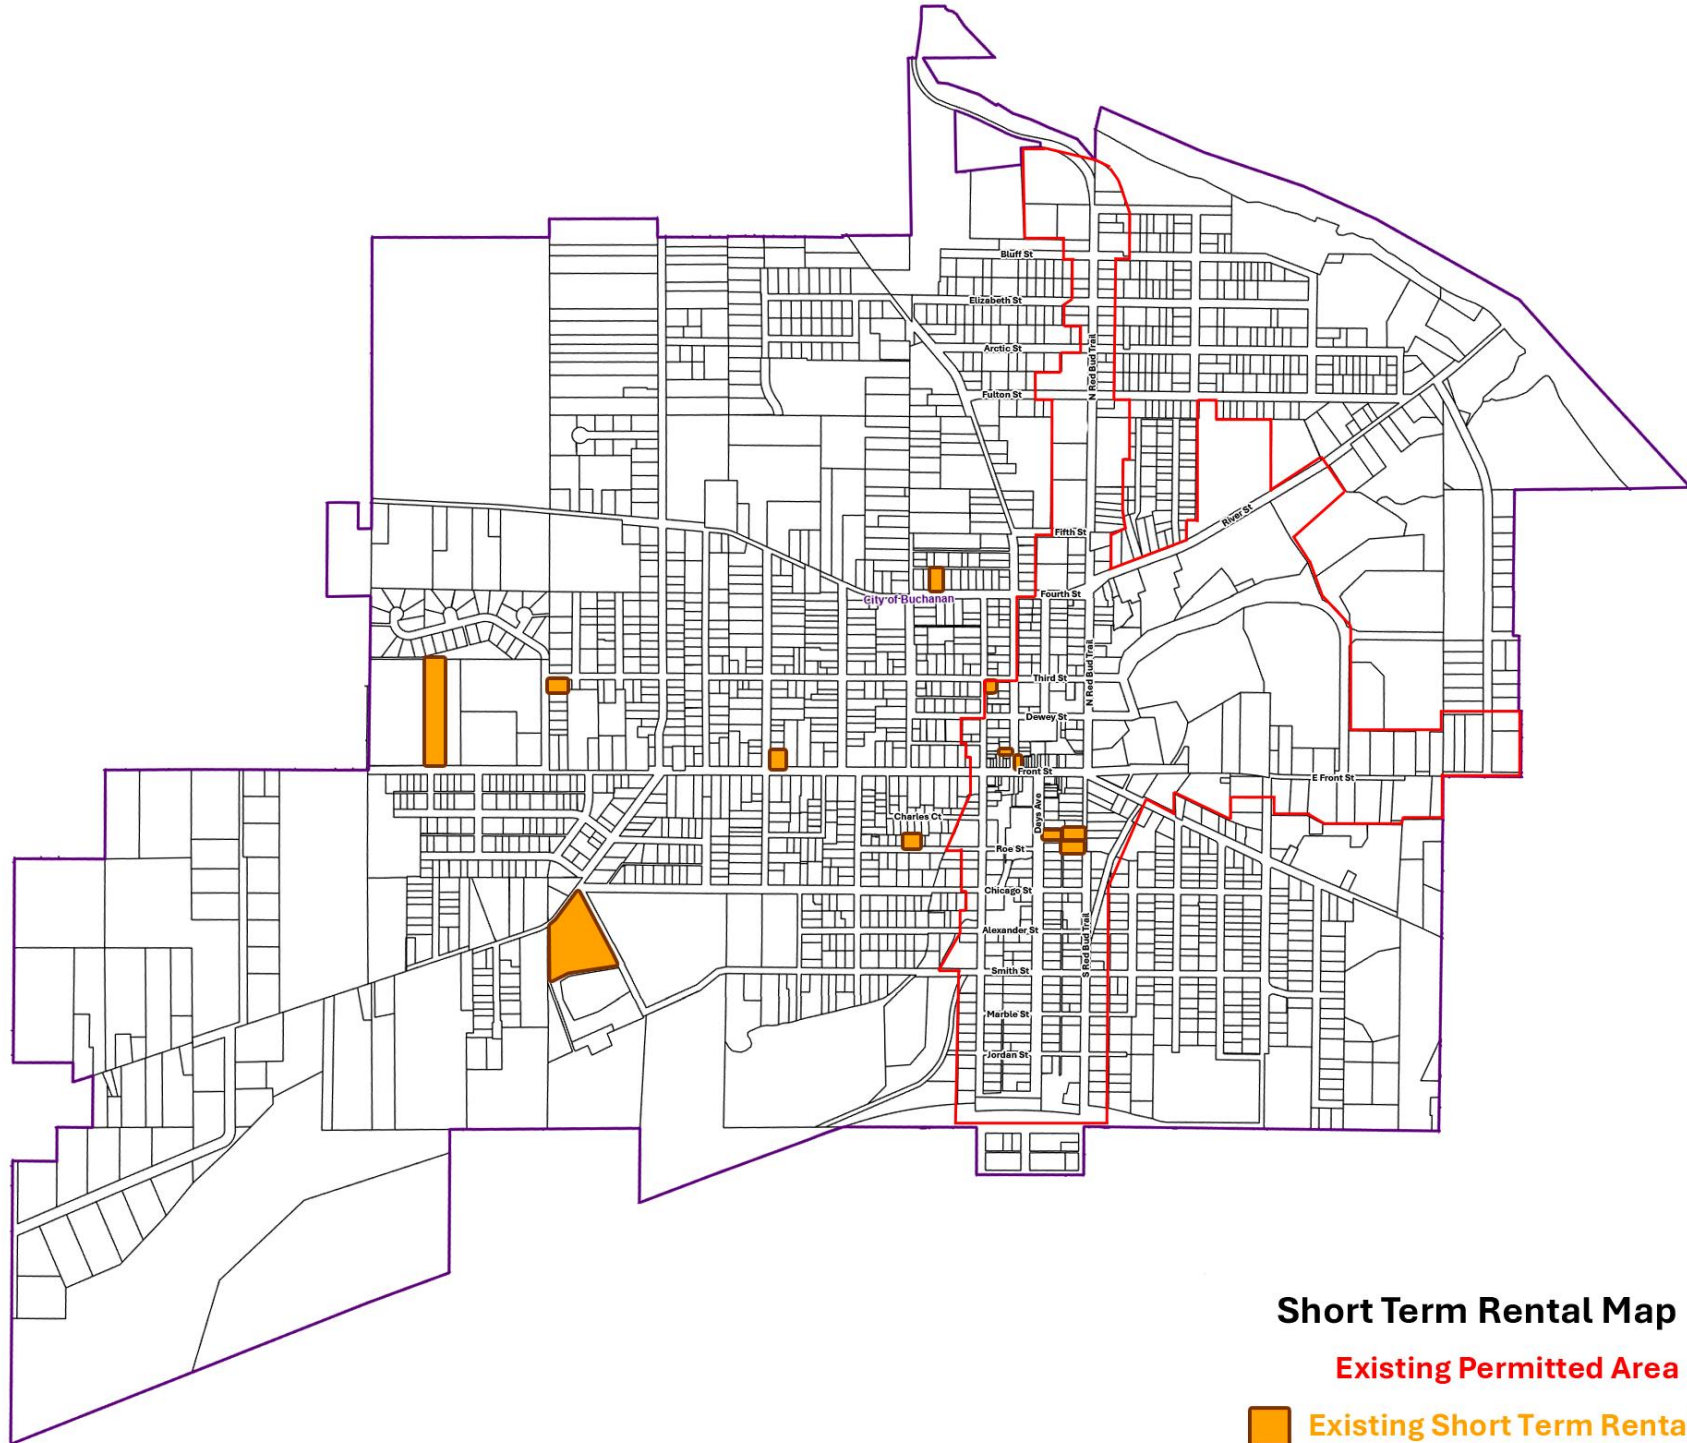 Bluff St
Elizabeth St
Arctic St
N Red Bud Trail
Fulton St
River St
Fifth St
Fourth St
City of Buchanan
Third St
N Red Bud Trail
Dewey St
Front St
E Front St
Days Ave
Charles Ct
Roe St
Chicago St
Alexander St
S Red Bud Trail
Smith St
Marble St
Jordan St
Short Term Rental Map
Existing Permitted Area
Existing Short Term Renta